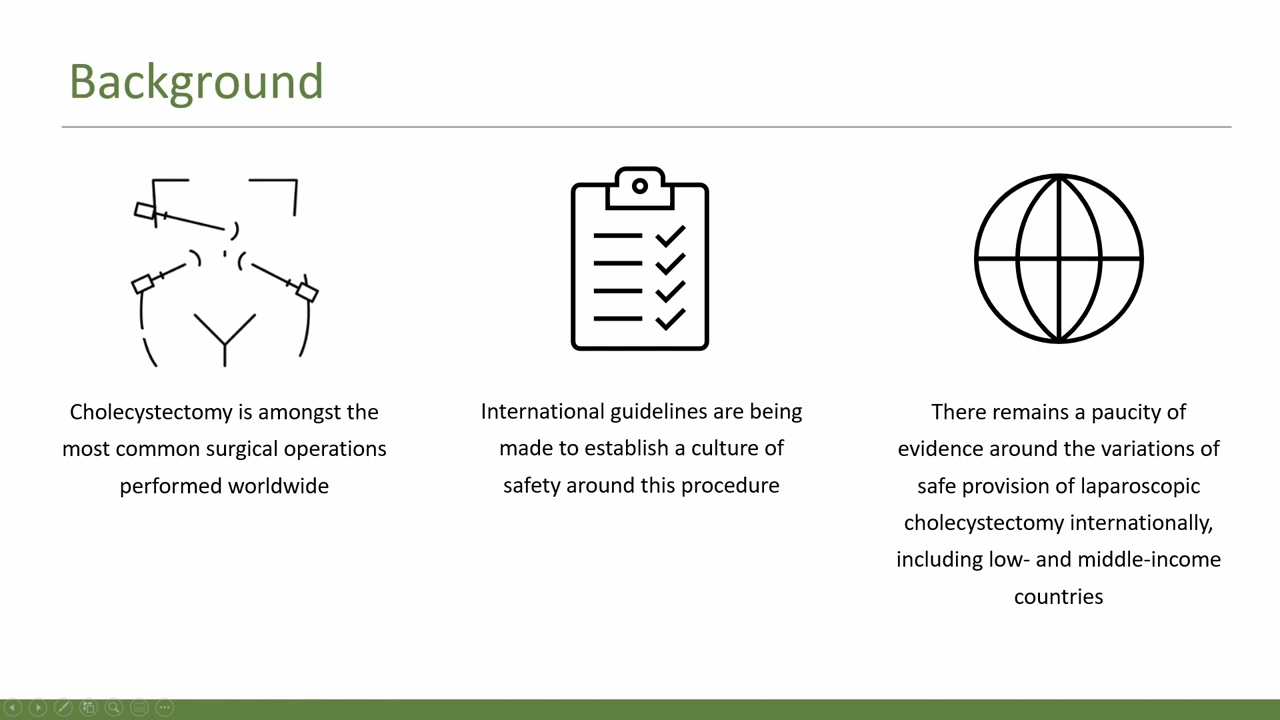 Background
Cholecystectomy is amongst the
most common surgical operations
performed worldwide
International guidelines are being
made to establish a culture of
safety around this procedure
There remains a paucity of
evidence around the variations of
safe provision of laparoscopic
cholecystectomy internationally,
including low- and middle-income
countries